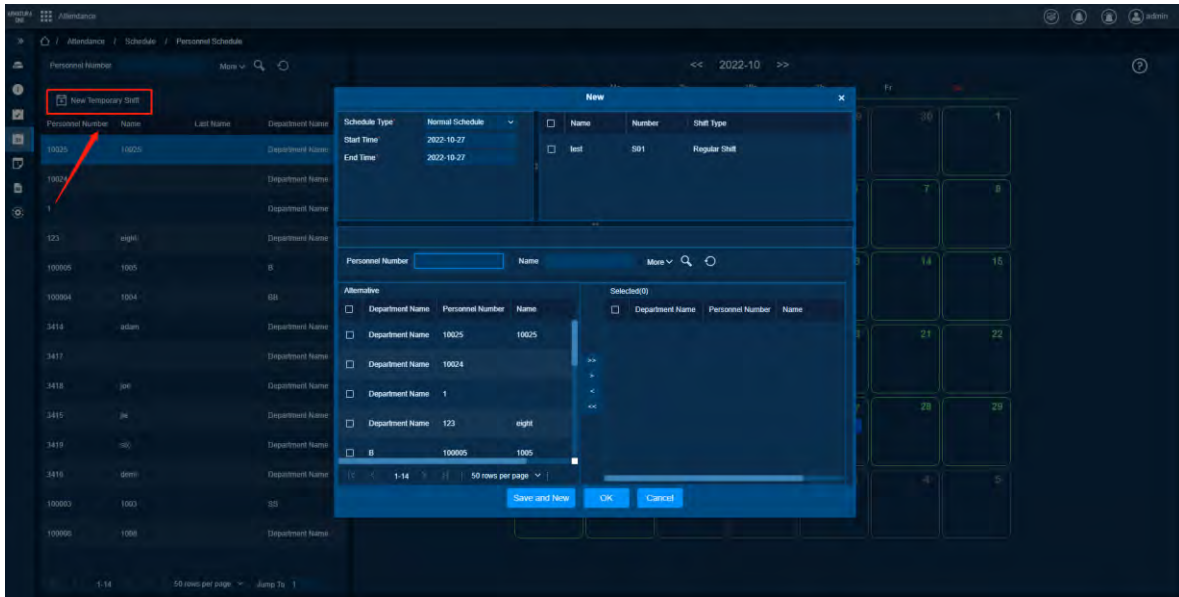 ARMATURA ONE Attendance admin
/ Attendance / Schedule / Personnel Schedule
Personnel Number More << 2022-10 >>
New Temporary Shift
Personnel Number Name Last Name Department Name
10025 10025 Department Name
10024 Department Name
1 Department Name
123 eight Department Name
100005 1005 B
100004 1004 BB
3414 adam Department Name
3417 Department Name
3418 joe Department Name
3415 jie Department Name
3419 Department Name
3416 demi Department Name
100003 1003 SB
Department Name
1-14 50 rows per page Jump To 1
New ×
Schedule Type* Normal Schedule
Start Time* 2022-10-27
End Time* 2022-10-27
Name Number Shift Type
test S01 Regular Shift
Personnel Number Name More
Alternative
Department Name Personnel Number Name
Department Name 10025 10025
Department Name 10024
Department Name 1
Department Name 123 eight
B 100005 1005
1-14 50 rows per page
Selected(0)
Department Name Personnel Number Name
>>
>
<
<<
Save and New OK Cancel
Fr
30 1
7 8
14 15
21 22
28 29
4 5